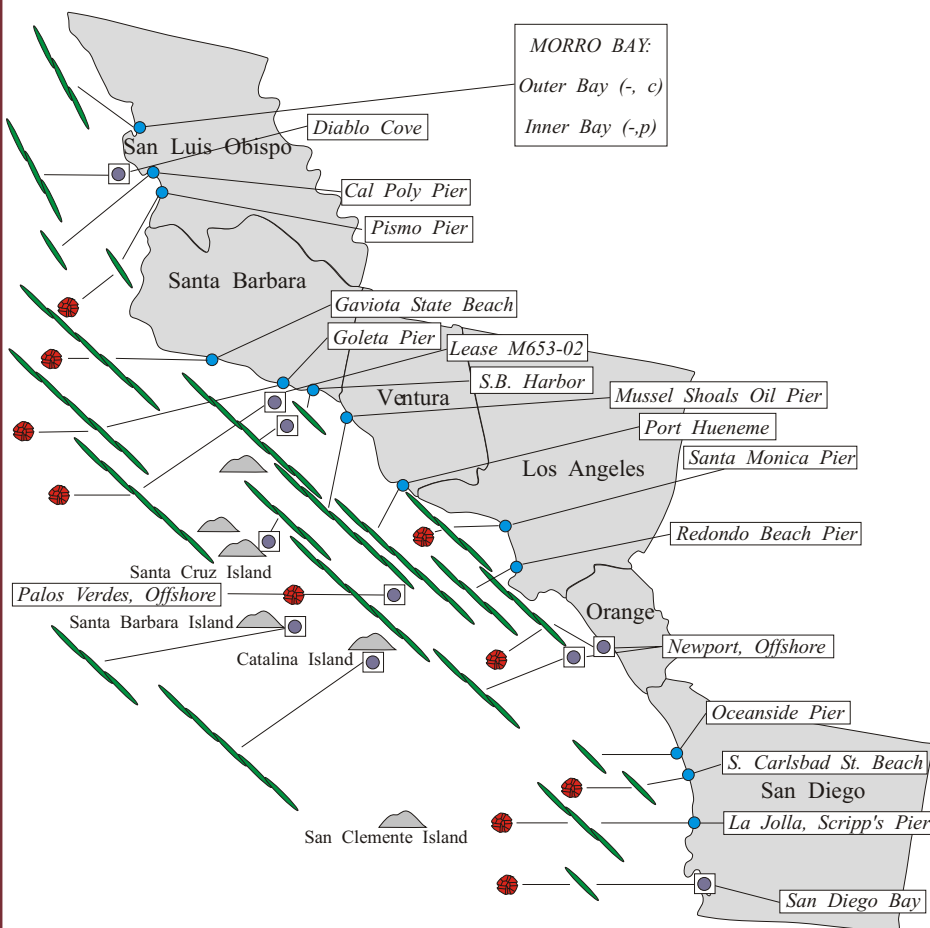 MORRO BAY:
Outer Bay (-, c)
Inner Bay (-,p)
Diablo Cove
San Luis Obispo
Cal Poly Pier
Pismo Pier
Santa Barbara
Gaviota State Beach
Goleta Pier
Lease M653-02
S.B. Harbor
Ventura
Mussel Shoals Oil Pier
Port Hueneme
Los Angeles
Santa Monica Pier
Redondo Beach Pier
Santa Cruz Island
Palos Verdes, Offshore
Orange
Santa Barbara Island
Catalina Island
Newport, Offshore
Oceanside Pier
S. Carlsbad St. Beach
San Diego
La Jolla, Scripp's Pier
San Clemente Island
San Diego Bay